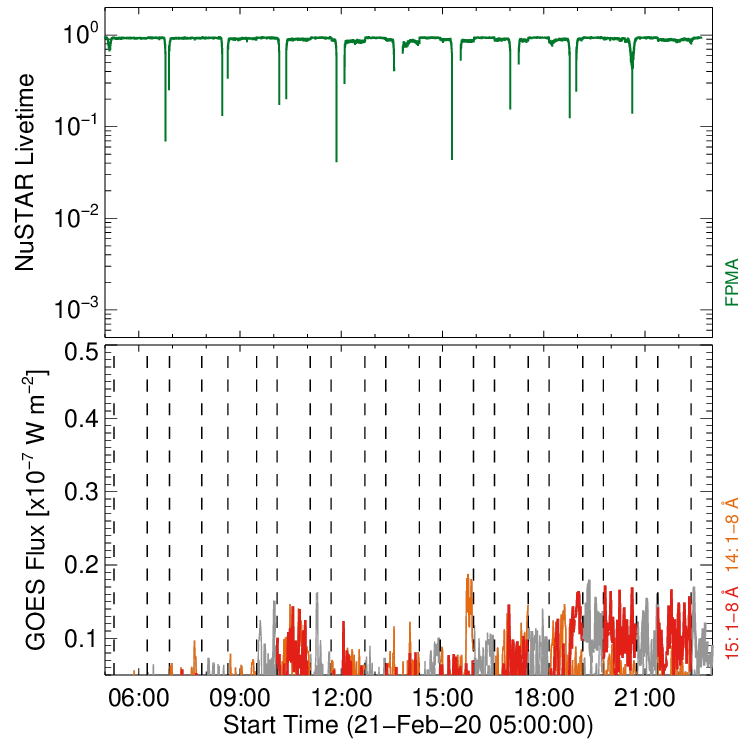 10⁰
10⁻¹
10⁻²
10⁻³
NuSTAR Livetime
FPMA
0.5
0.4
0.3
0.2
0.1
GOES Flux [x10⁻⁷ W m⁻²]
14: 1−8 Å
15: 1−8 Å
06:00 09:00 12:00 15:00 18:00 21:00
Start Time (21−Feb−20 05:00:00)